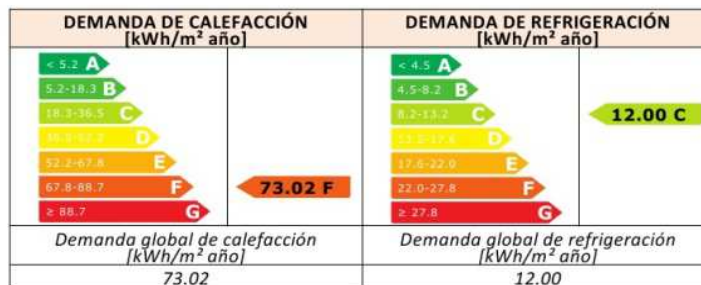 DEMANDA DE CALEFACCIÓN
[kWh/m² año]
DEMANDA DE REFRIGERACIÓN
[kWh/m² año]
< 5.2 A
5.2-18.3 B
18.3-36.5 C
D
52.2-67.8 E
67.8-88.7 F
≥ 88.7 G
73.02 F
< 4.5 A
4.5-8.2 B
8.2-13.2 C
D
17.6-22.0 E
22.0-27.8 F
≥ 27.8 G
12.00 C
Demanda global de calefacción
[kWh/m² año]
Demanda global de refrigeración
[kWh/m² año]
73.02
12.00